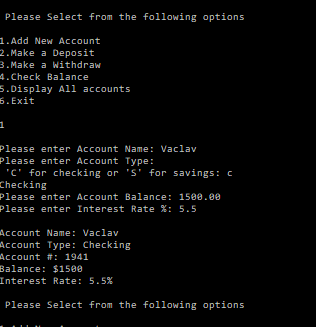 Please Select from the following options
1.Add New Account
2.Make a Deposit
3.Make a Withdraw
4.Check Balance
5.Display All accounts
6.Exit
1
Please enter Account Name: Vaclav
Please enter Account Type:
'C' for checking or 'S' for savings: c
Checking
Please enter Account Balance: 1500.00
Please enter Interest Rate %: 5.5
Account Name: Vaclav
Account Type: Checking
Account #: 1941
Balance: $1500
Interest Rate: 5.5%
Please Select from the following options